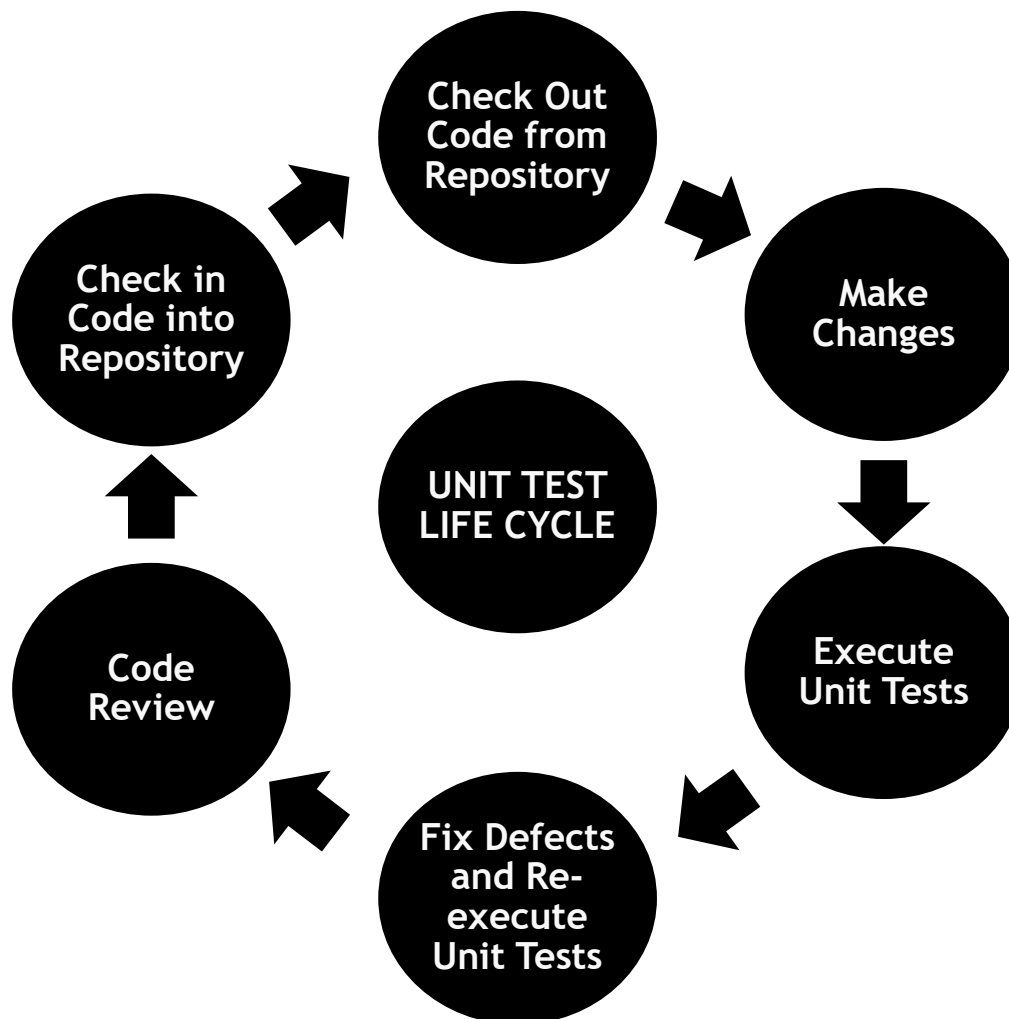 Check Out
Code from
Repository
Make
Changes
Execute
Unit Tests
Fix Defects
and Re-
execute
Unit Tests
Code
Review
Check in
Code into
Repository
UNIT TEST
LIFE CYCLE